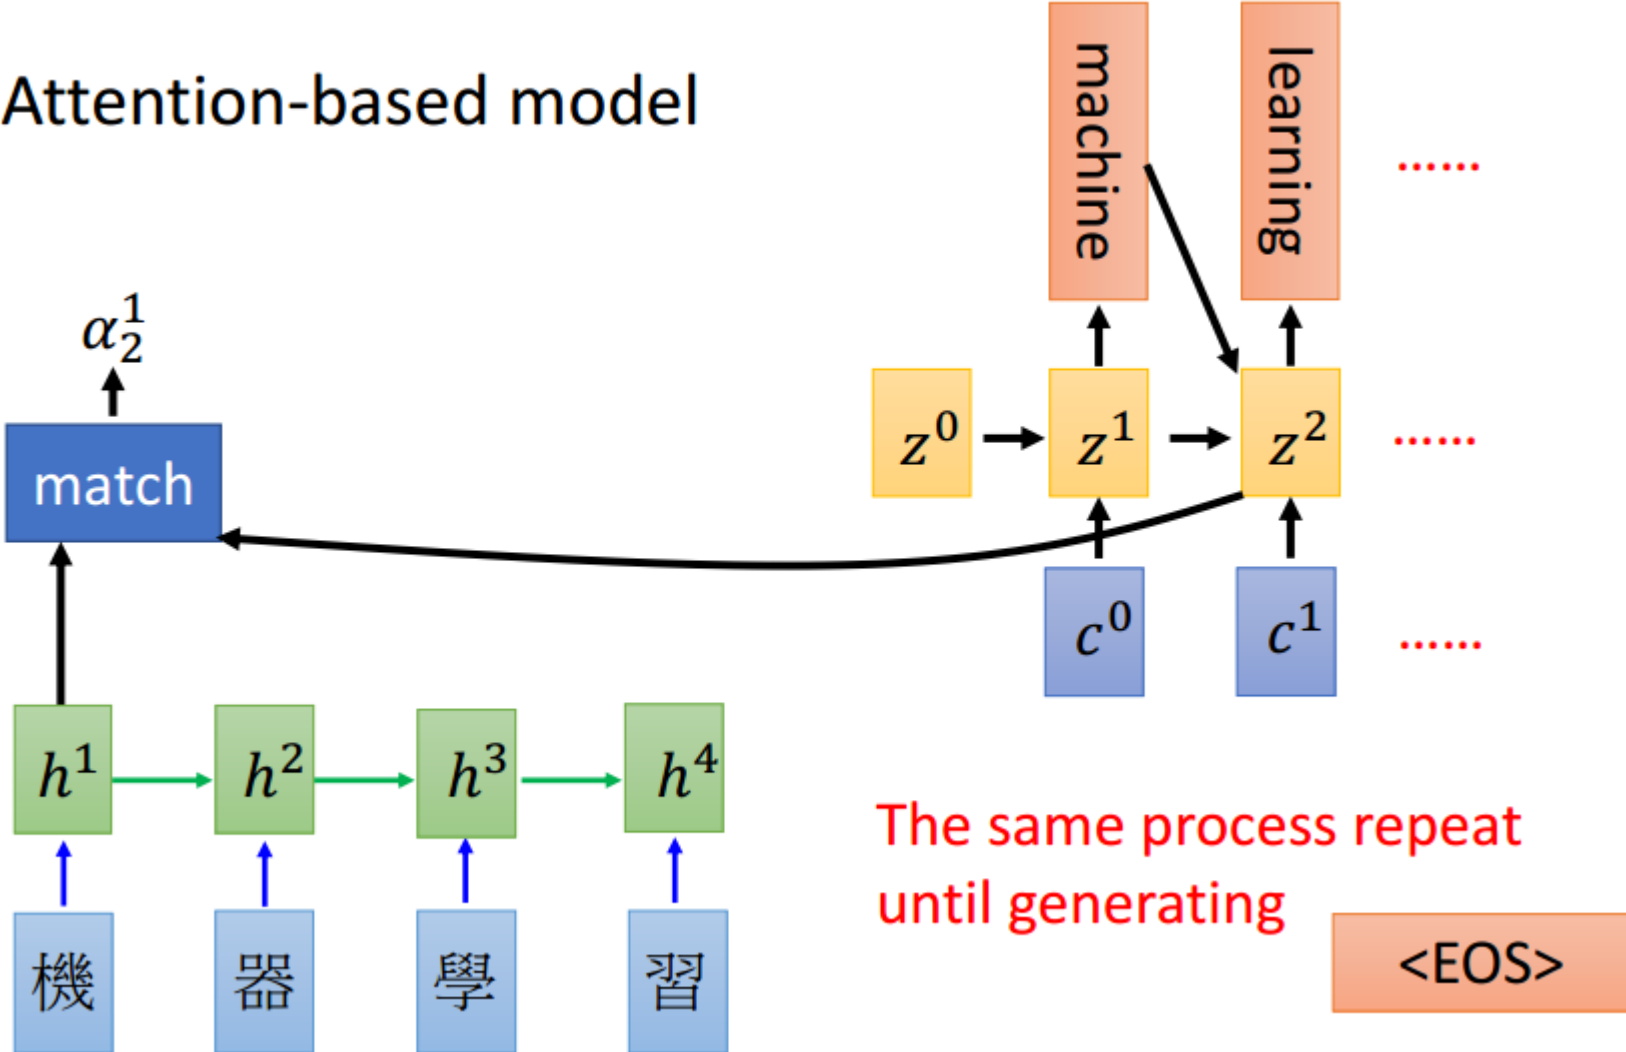 Attention-based model
machine
learning
......
α₂¹
match
z⁰
z¹
z²
......
c⁰
c¹
......
h¹
h²
h³
h⁴
機
器
學
習
The same process repeat
until generating
<EOS>